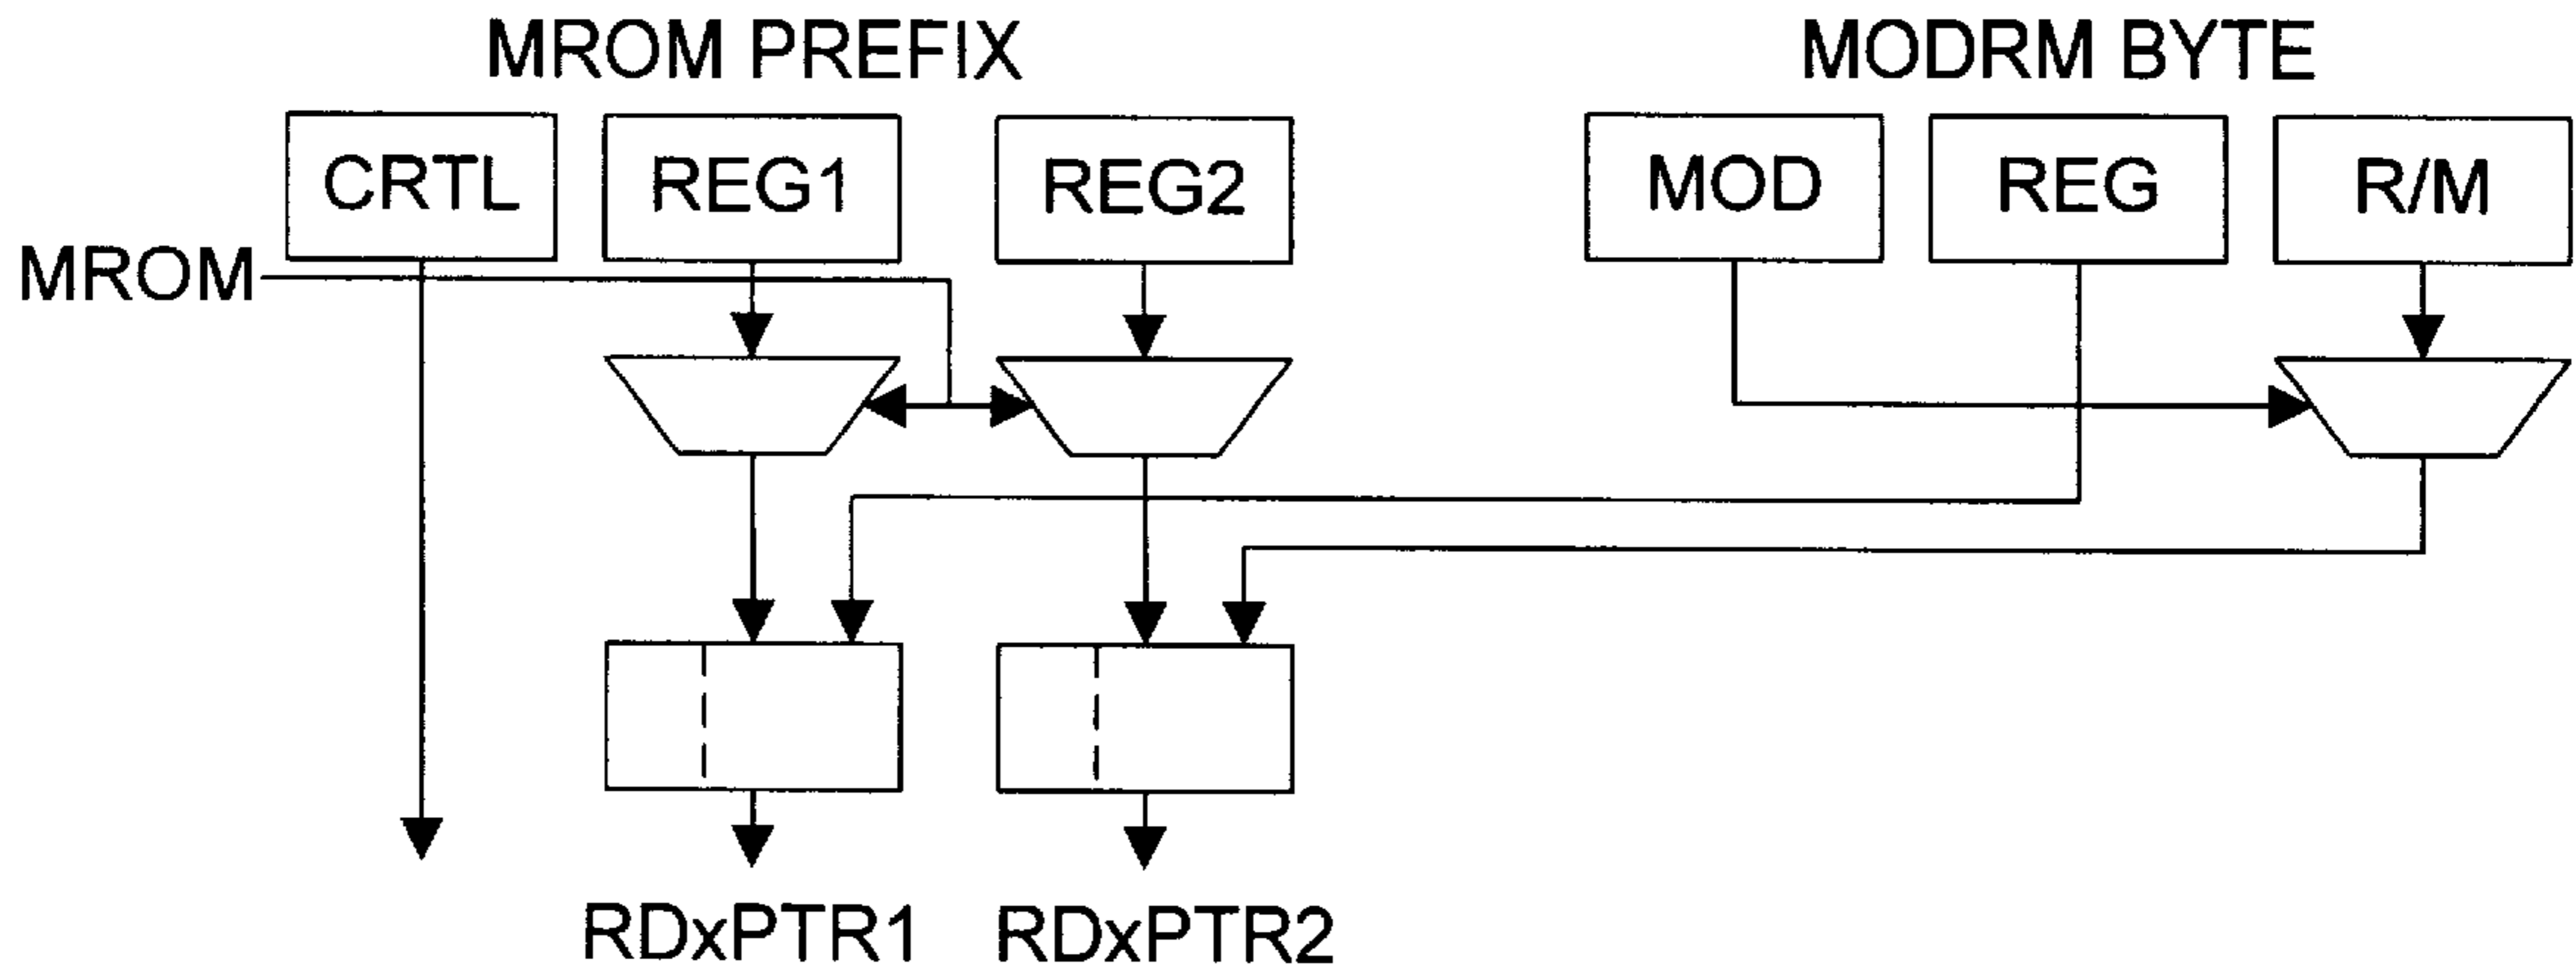 MROM PREFIX MODRM BYTE
CRTL REG1 REG2 MOD REG R/M
MROM
RDxPTR1 RDxPTR2